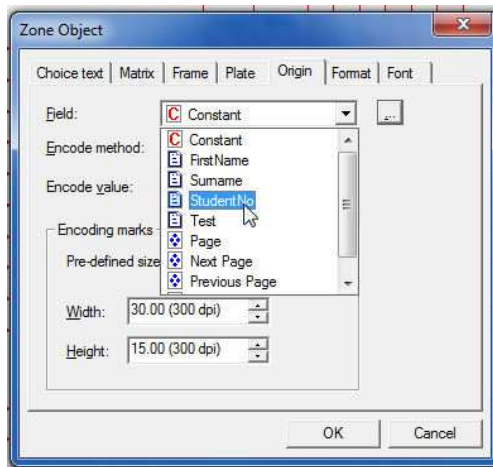 Zone Object
Choice text Matrix Frame Plate Origin Format Font
Field: Constant ...
Constant
Encode method: FirstName
Surname
Encode value: StudentNo
Test
Encoding marks Page
Pre-defined size Next Page
Previous Page
Width: 30.00 (300 dpi)
Height: 15.00 (300 dpi)
OK Cancel